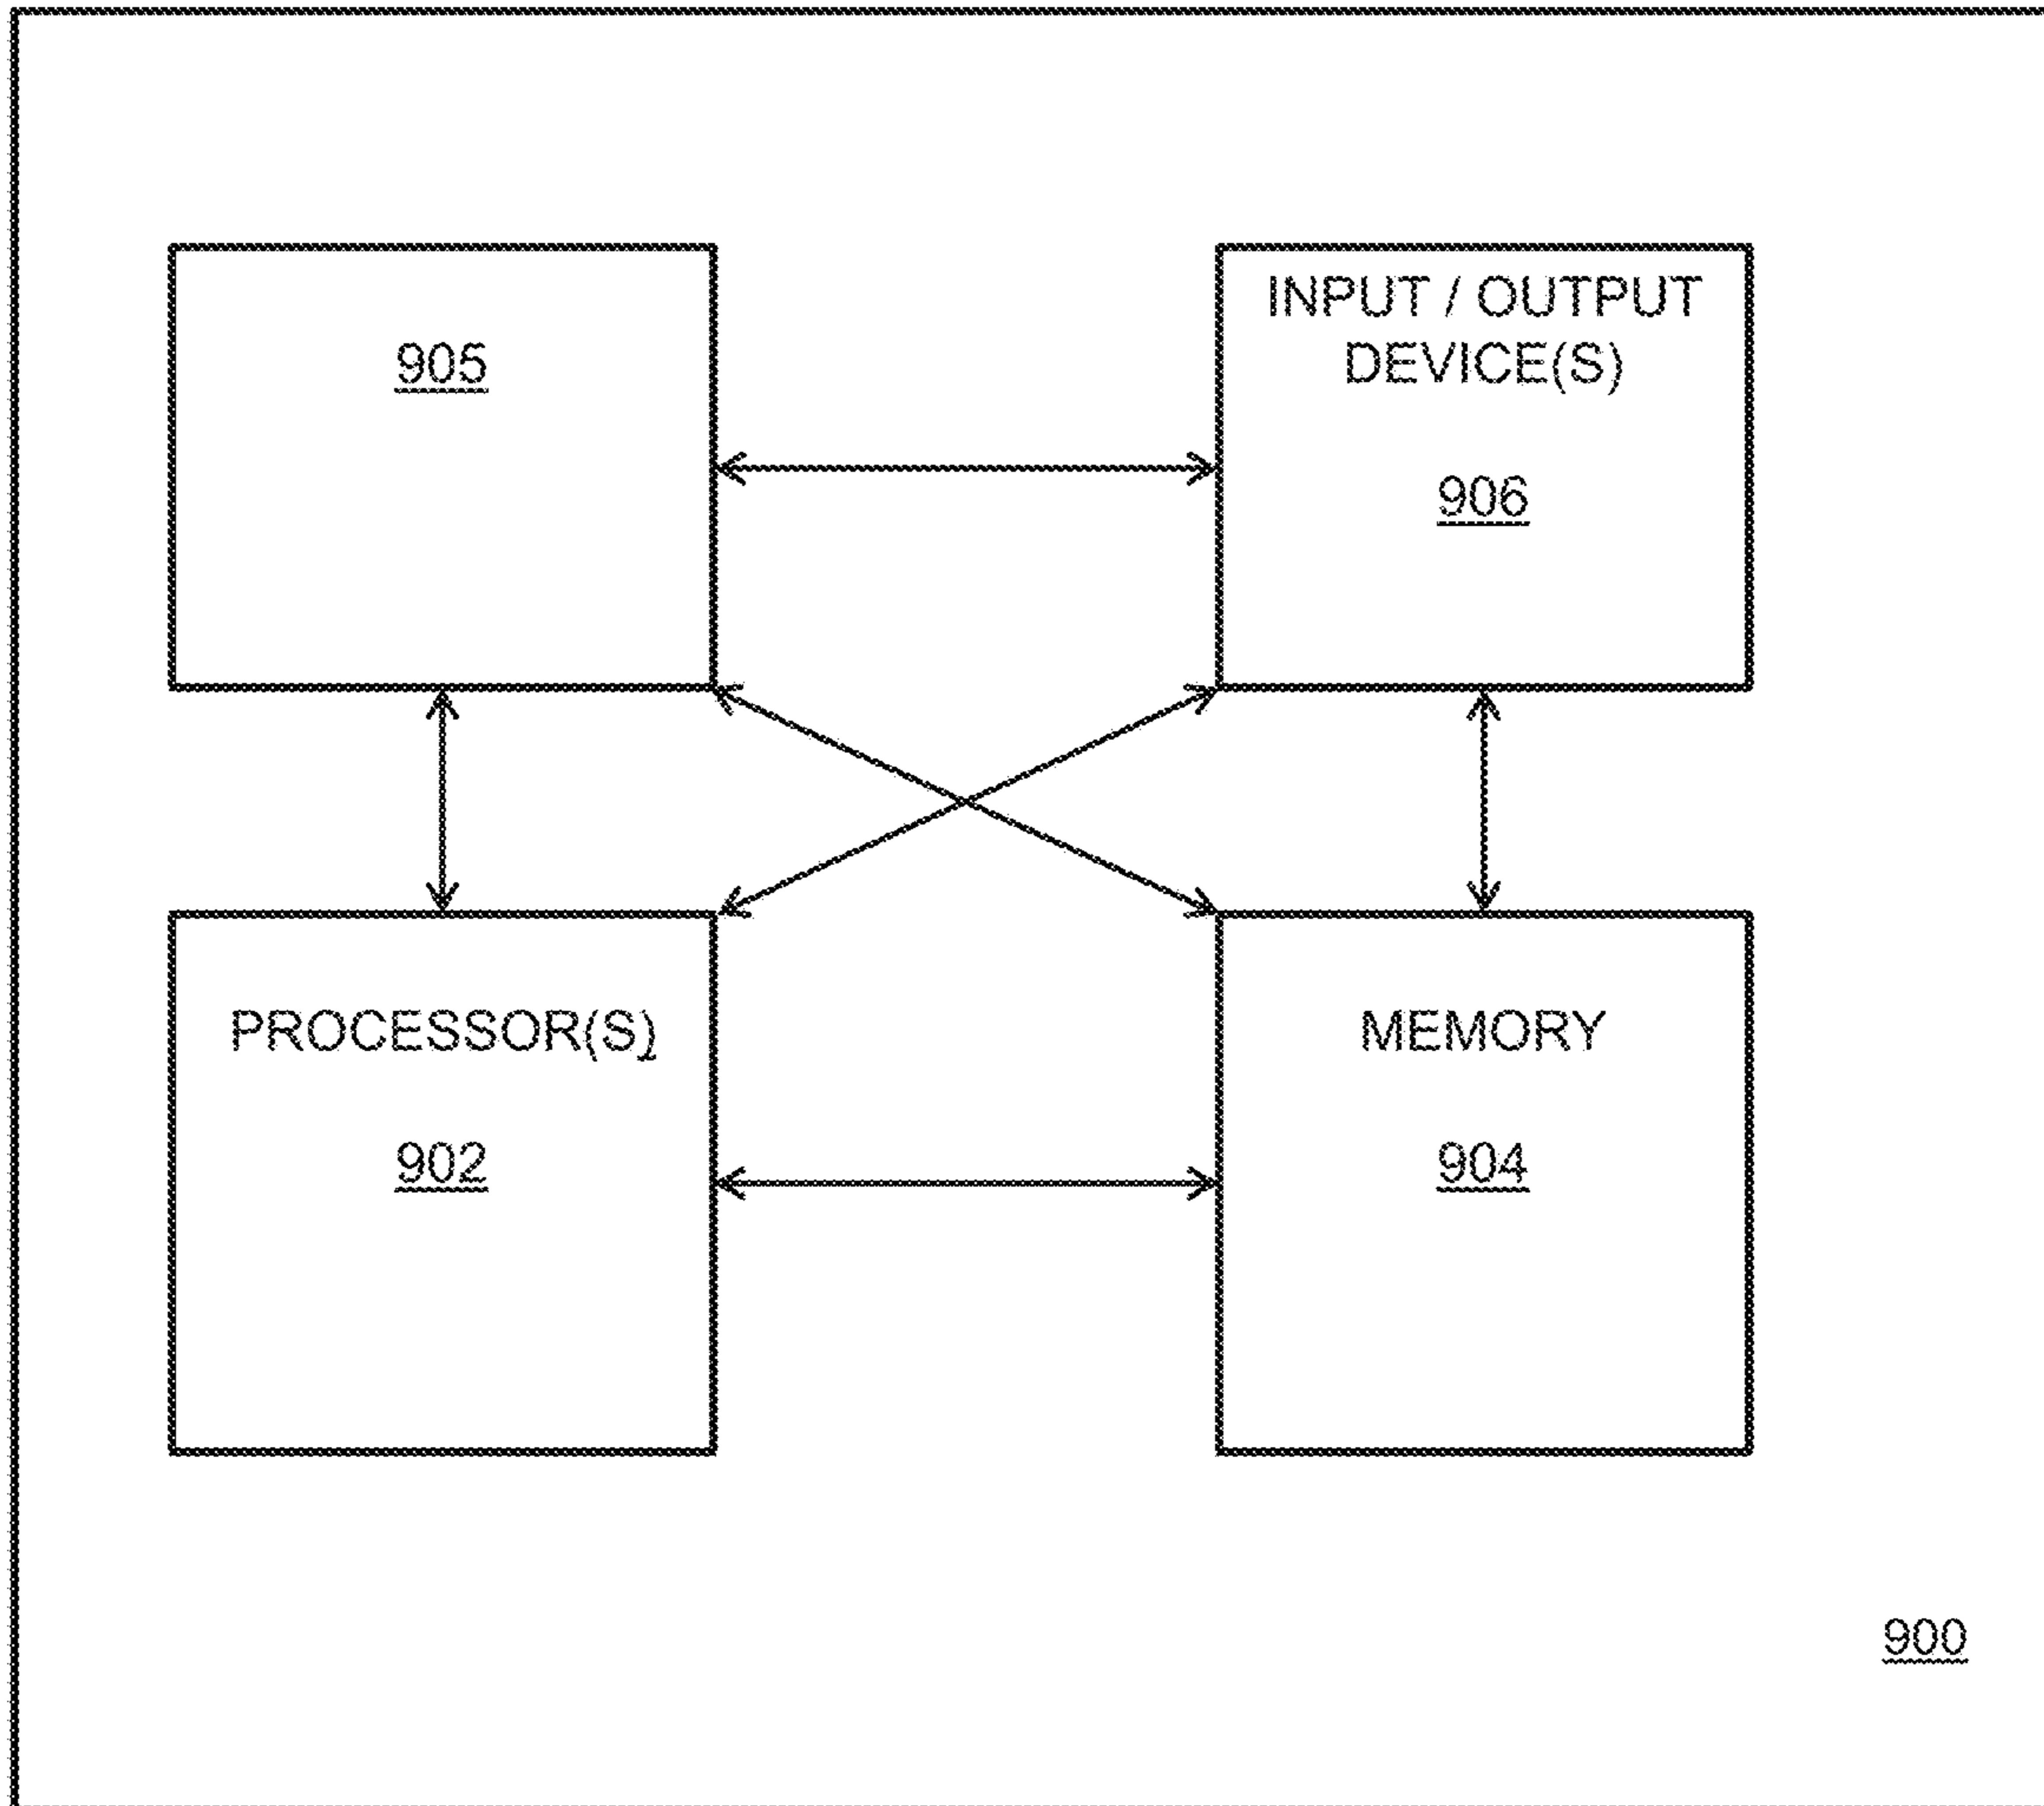 905
INPUT / OUTPUT
DEVICE(S)
906
PROCESSOR(S)
902
MEMORY
904
900